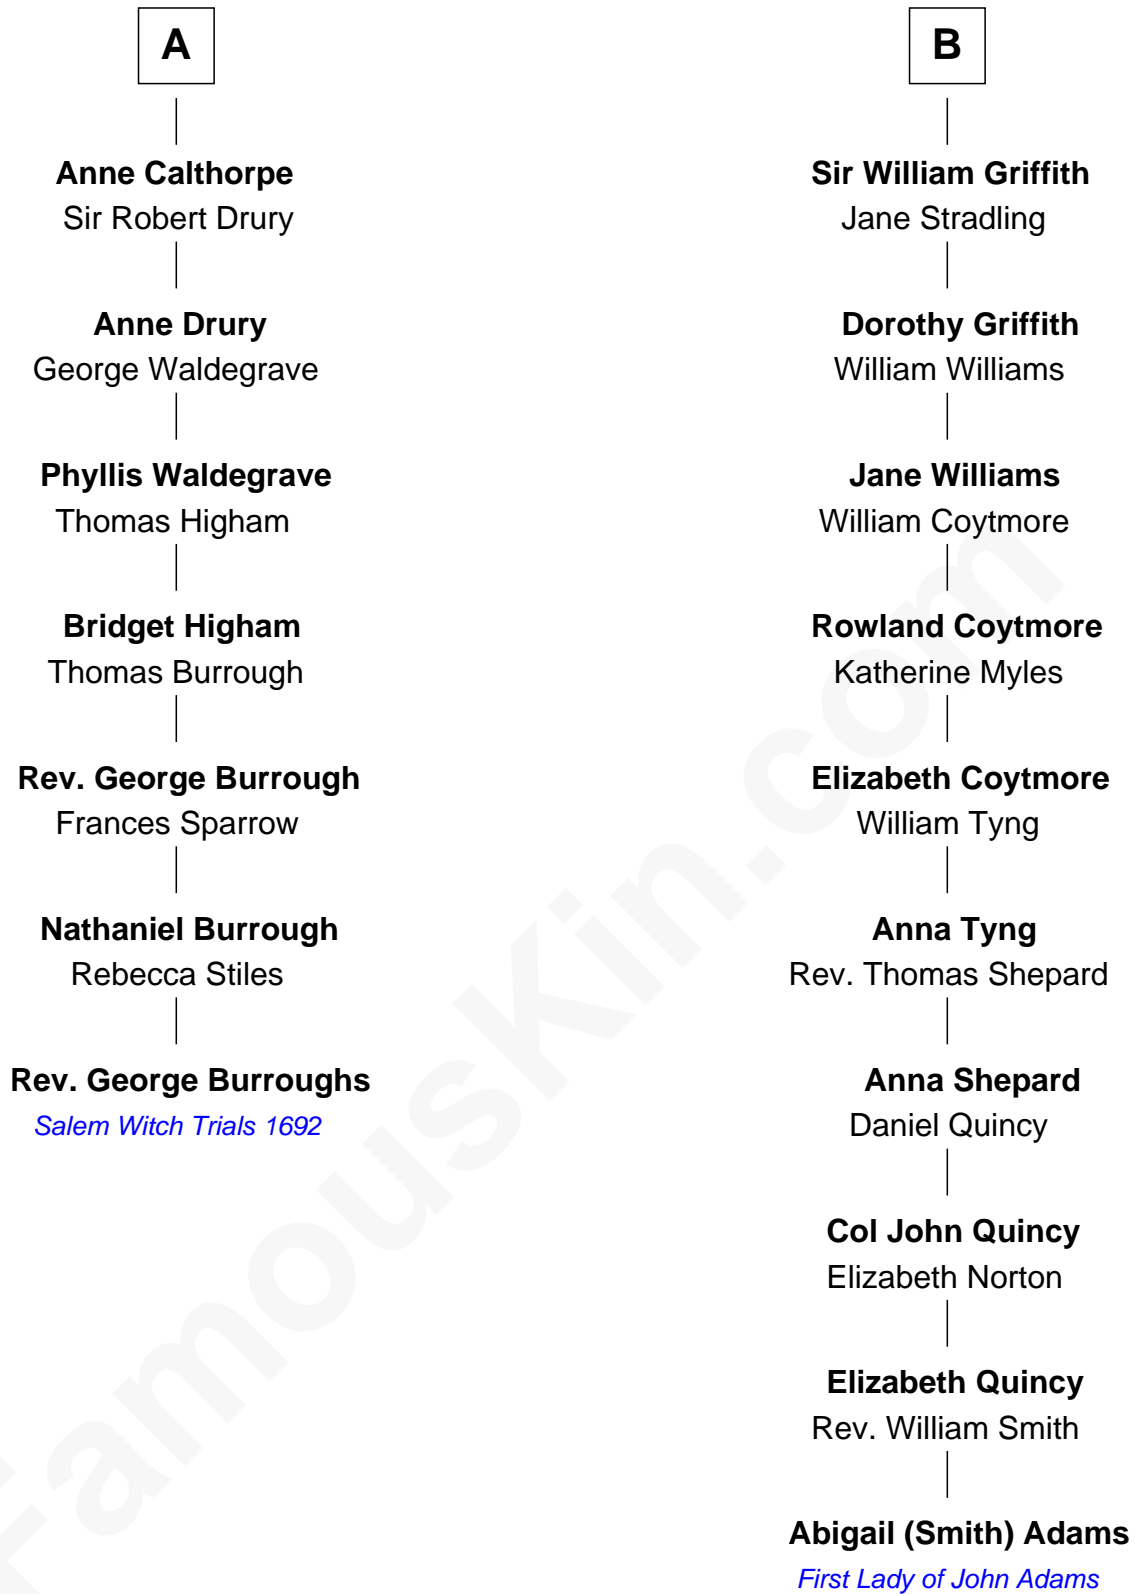 A
Anne Calthorpe
Sir Robert Drury
Anne Drury
George Waldegrave
Phyllis Waldegrave
Thomas Higham
Bridget Higham
Thomas Burrough
Rev. George Burrough
Frances Sparrow
Nathaniel Burrough
Rebecca Stiles
Rev. George Burroughs
Salem Witch Trials 1692
B
Sir William Griffith
Jane Stradling
Dorothy Griffith
William Williams
Jane Williams
William Coytmore
Rowland Coytmore
Katherine Myles
Elizabeth Coytmore
William Tyng
Anna Tyng
Rev. Thomas Shepard
Anna Shepard
Daniel Quincy
Col John Quincy
Elizabeth Norton
Elizabeth Quincy
Rev. William Smith
Abigail (Smith) Adams
First Lady of John Adams
FamousKin.com